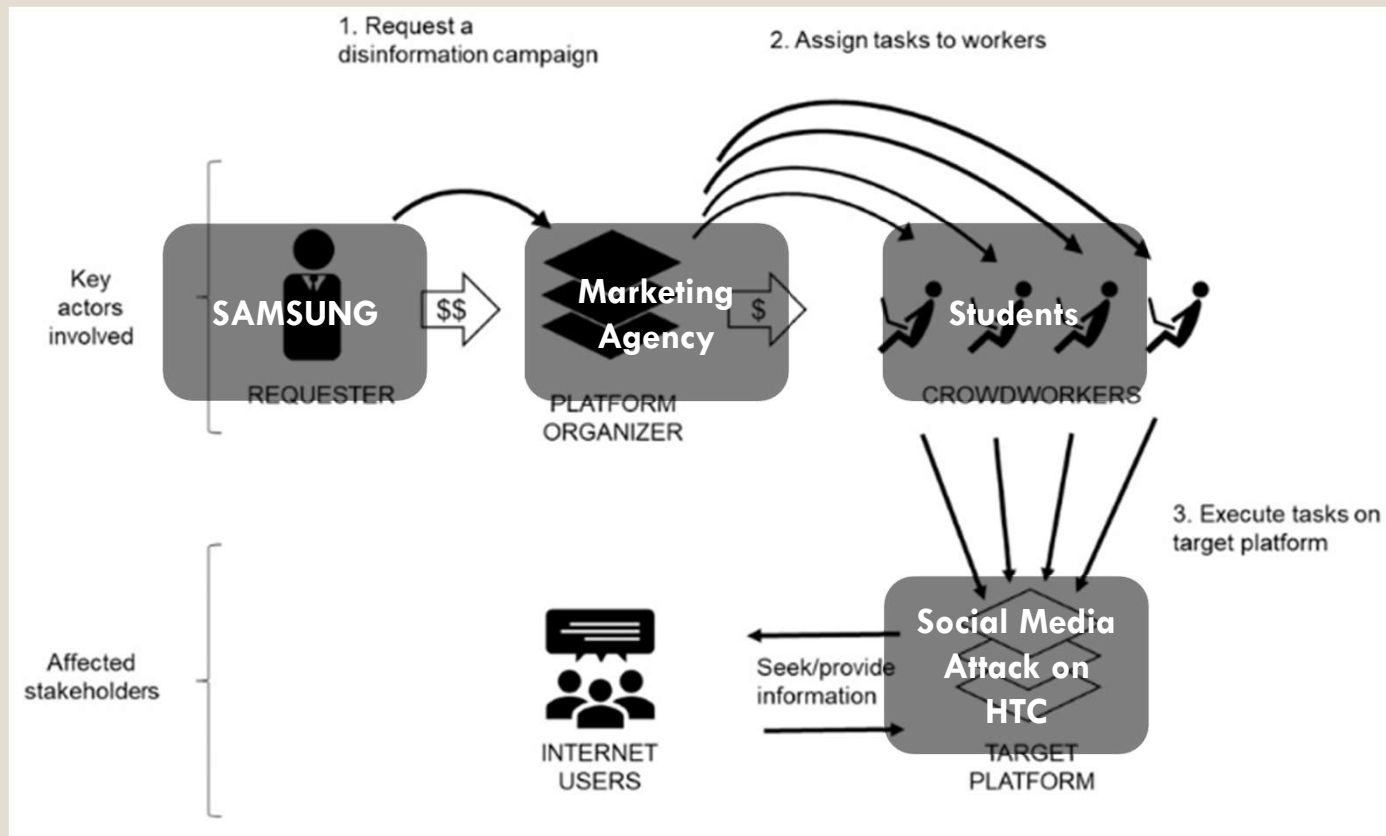 1. Request a
disinformation campaign
2. Assign tasks to workers
Key
actors
involved
SAMSUNG
REQUESTER
$$
Marketing
Agency
PLATFORM
ORGANIZER
$
Students
CROWDWORKERS
3. Execute tasks on
target platform
Affected
stakeholders
INTERNET
USERS
Seek/provide
information
Social Media
Attack on
HTC
TARGET
PLATFORM